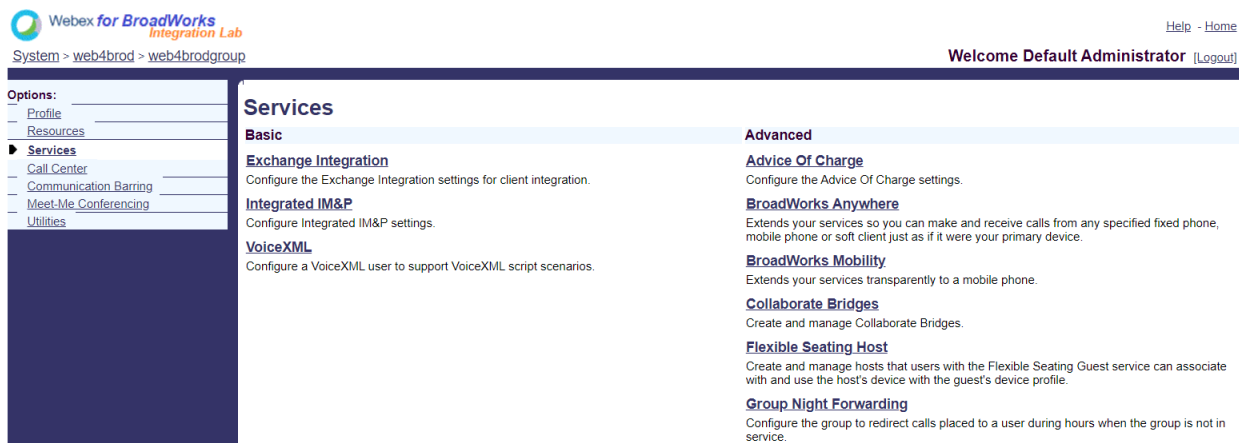 Webex for BroadWorks
Integration Lab
Help - Home
System > web4brod > web4brodgroup
Welcome Default Administrator [Logout]
Options:
Profile
Resources
Services
Call Center
Communication Barring
Meet-Me Conferencing
Utilities
Services
Basic
Exchange Integration
Configure the Exchange Integration settings for client integration.
Integrated IM&P
Configure Integrated IM&P settings.
VoiceXML
Configure a VoiceXML user to support VoiceXML script scenarios.
Advanced
Advice Of Charge
Configure the Advice Of Charge settings.
BroadWorks Anywhere
Extends your services so you can make and receive calls from any specified fixed phone,
mobile phone or soft client just as if it were your primary device.
BroadWorks Mobility
Extends your services transparently to a mobile phone.
Collaborate Bridges
Create and manage Collaborate Bridges.
Flexible Seating Host
Create and manage hosts that users with the Flexible Seating Guest service can associate
with and use the host's device with the guest's device profile.
Group Night Forwarding
Configure the group to redirect calls placed to a user during hours when the group is not in
service.